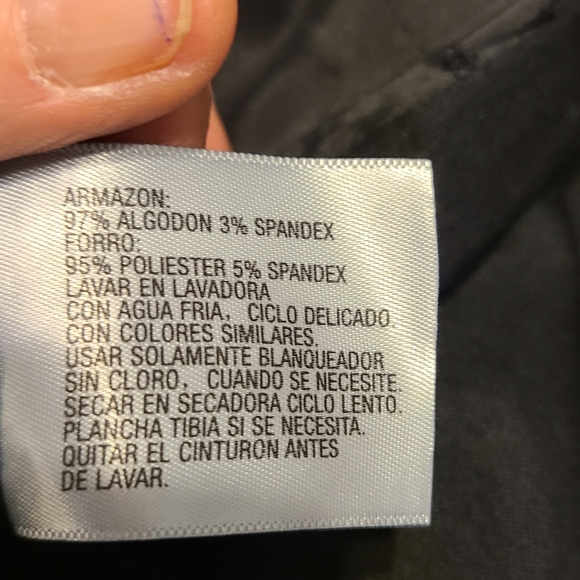 ARMAZON:
97% ALGODON 3% SPANDEX
FORRO:
95% POLIESTER 5% SPANDEX
LAVAR EN LAVADORA
CON AGUA FRIA, CICLO DELICADO.
CON COLORES SIMILARES.
USAR SOLAMENTE BLANQUEADOR
SIN CLORO, CUANDO SE NECESITE.
SECAR EN SECADORA CICLO LENTO.
PLANCHA TIBIA SI SE NECESITA.
QUITAR EL CINTURON ANTES
DE LAVAR.